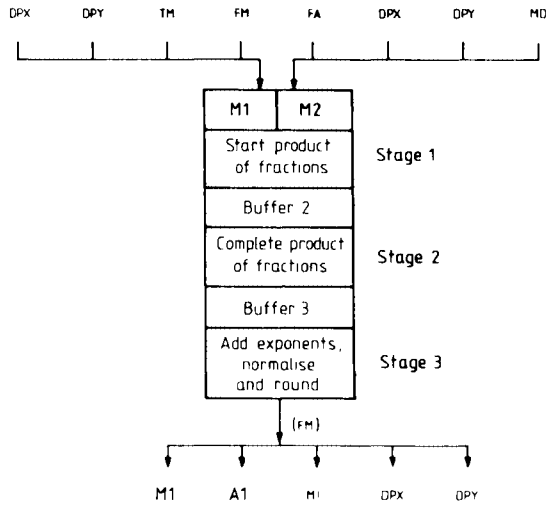 DPX DPY TM FM FA DPX DPY MD
M1 M2
Start product
of fractions
Stage 1
Buffer 2
Complete product
of fractions
Stage 2
Buffer 3
Add exponents,
normalise
and round
Stage 3
(FM)
M1 A1 MI DPX DPY